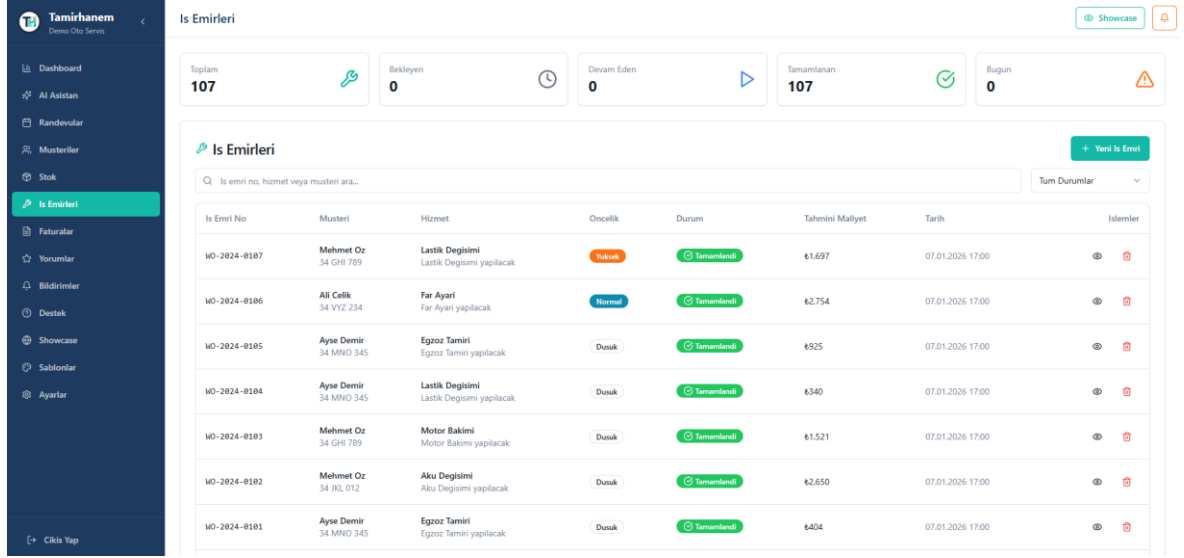 Tamirhanem
Demo Oto Servis
Dashboard
AI Asistan
Randevular
Musteriler
Stok
Is Emirleri
Faturalar
Yorumlar
Bildirimler
Destek
Showcase
Sablonlar
Ayarlar
Cikis Yap
Is Emirleri
Showcase
Toplam
107
Bekleyen
0
Devam Eden
0
Tamamlanan
107
Bugun
0
Is Emirleri
+ Yeni Is Emri
Is emri no, hizmet veya musteri ara...
Tum Durumlar
Is Emri No Musteri Hizmet Oncelik Durum Tahmini Maliyet Tarih Islemler
WO-2024-0107 Mehmet Oz Lastik Degisimi Yuksek Tamamlandi ₺1.697 07.01.2026 17:00
34 GHI 789 Lastik Degisimi yapilacak
WO-2024-0106 Ali Celik Far Ayari Normal Tamamlandi ₺2.754 07.01.2026 17:00
34 VYZ 234 Far Ayari yapilacak
WO-2024-0105 Ayse Demir Egzoz Tamiri Dusuk Tamamlandi ₺925 07.01.2026 17:00
34 MNO 345 Egzoz Tamiri yapilacak
WO-2024-0104 Ayse Demir Lastik Degisimi Dusuk Tamamlandi ₺340 07.01.2026 17:00
34 MNO 345 Lastik Degisimi yapilacak
WO-2024-0103 Mehmet Oz Motor Bakimi Dusuk Tamamlandi ₺1.521 07.01.2026 17:00
34 GHI 789 Motor Bakimi yapilacak
WO-2024-0102 Mehmet Oz Aku Degisimi Dusuk Tamamlandi ₺2.650 07.01.2026 17:00
34 JKL 012 Aku Degisimi yapilacak
WO-2024-0101 Ayse Demir Egzoz Tamiri Dusuk Tamamlandi ₺404 07.01.2026 17:00
34 MNO 345 Egzoz Tamiri yapilacak